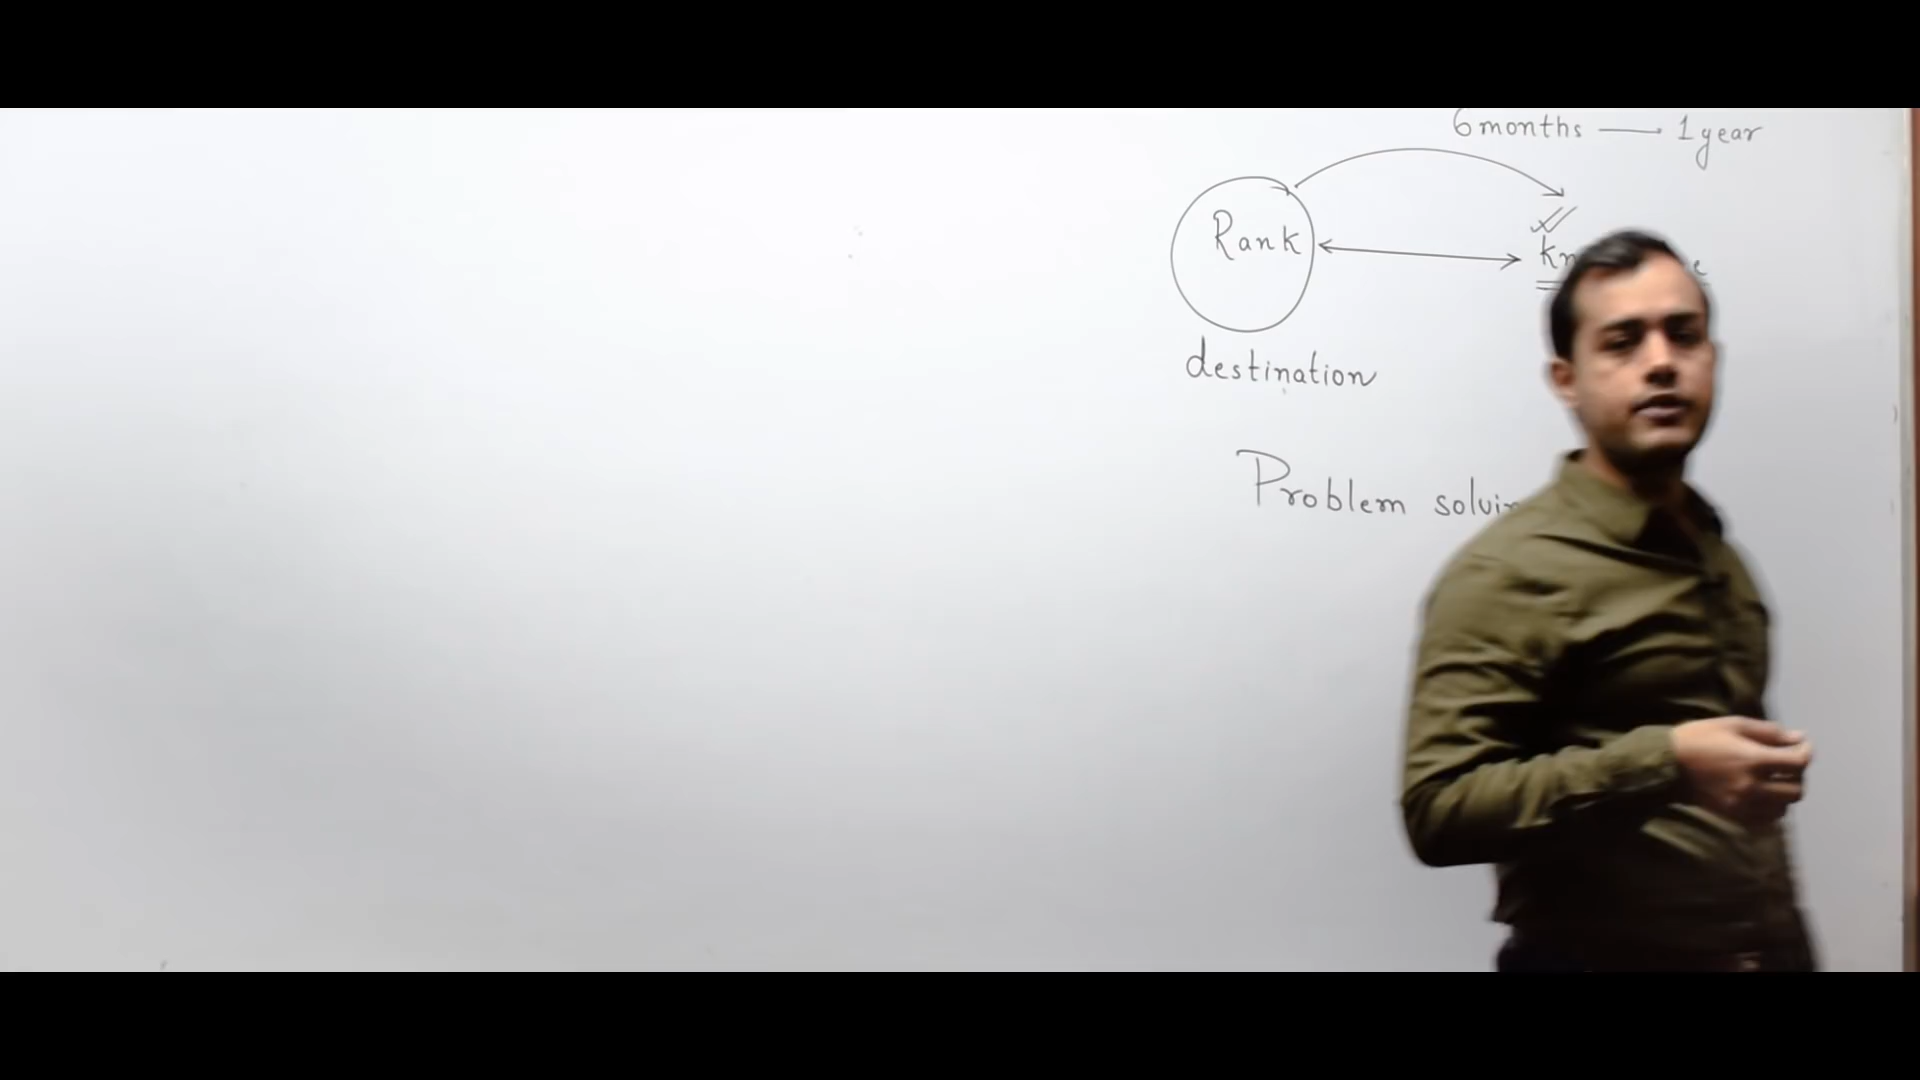 6 months — 1 year
Rank
destination
Problem